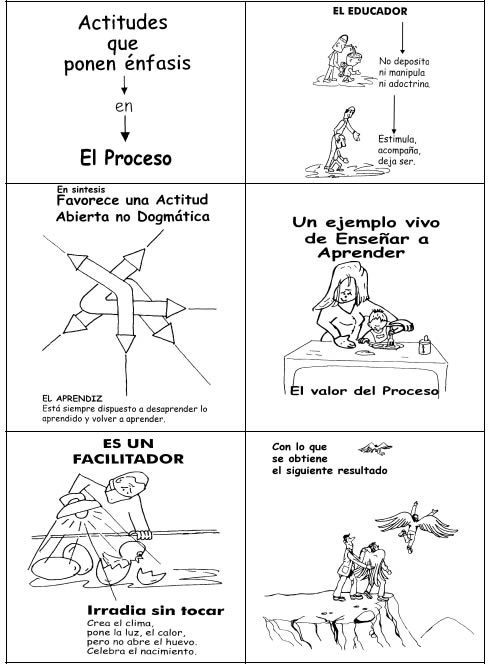 Actitudes
que
ponen énfasis
en
El Proceso
EL EDUCADOR
No deposita
ni manipula
ni adoctrina.
Estimula,
acompaña,
deja ser.
En sintesis
Favorece una Actitud
Abierta no Dogmática
EL APRENDIZ
Está siempre dispuesto a desaprender lo
aprendido y volver a aprender.
Un ejemplo vivo
de Enseñar a
Aprender
El valor del Proceso
ES UN
FACILITADOR
Irradia sin tocar
Crea el clima,
pone la luz, el calor,
pero no abre el huevo.
Celebra el nacimiento.
Con lo que
se obtiene
el siguiente resultado